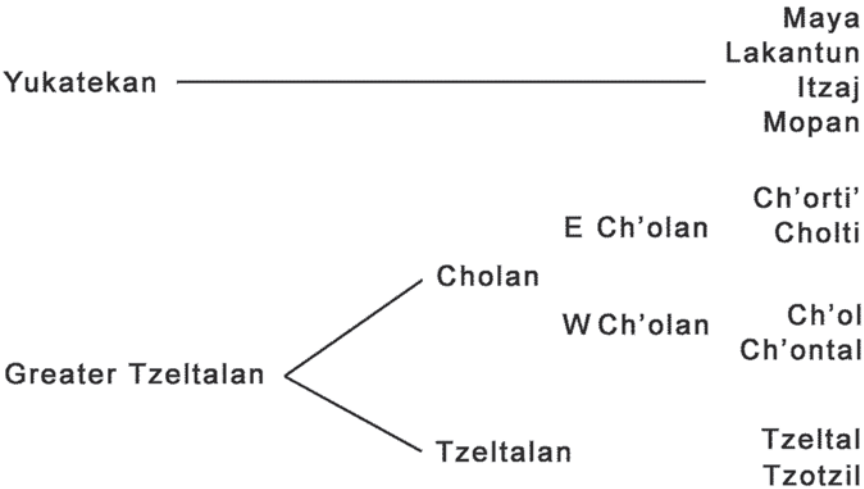 Maya
Lakantun
Yukatekan
Itzaj
Mopan
Ch’orti’
E Ch’olan
Cholti
Cholan
W Ch’olan
Ch’ol
Ch’ontal
Greater Tzeltalan
Tzeltalan
Tzeltal
Tzotzil